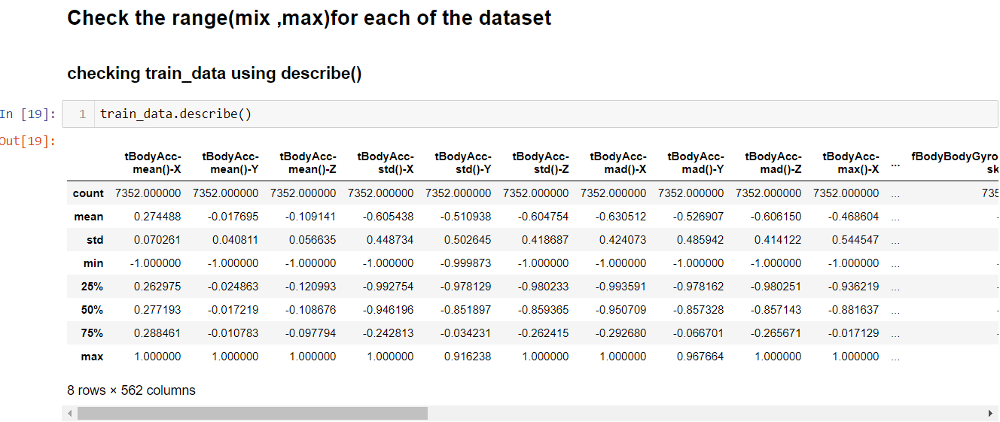 Check the range(mix ,max)for each of the dataset
checking train_data using describe()
In [19]: 1 train_data.describe()
Out[19]:
tBodyAcc-mean()-X tBodyAcc-mean()-Y tBodyAcc-mean()-Z tBodyAcc-std()-X tBodyAcc-std()-Y tBodyAcc-std()-Z tBodyAcc-mad()-X tBodyAcc-mad()-Y tBodyAcc-mad()-Z tBodyAcc-max()-X ... fBodyBodyGyro sk
count 7352.000000 7352.000000 7352.000000 7352.000000 7352.000000 7352.000000 7352.000000 7352.000000 7352.000000 7352.000000 ... 735
mean 0.274488 -0.017695 -0.109141 -0.605438 -0.510938 -0.604754 -0.630512 -0.526907 -0.606150 -0.468604 ... -
std 0.070261 0.040811 0.056635 0.448734 0.502645 0.418687 0.424073 0.485942 0.414122 0.544547 ...
min -1.000000 -1.000000 -1.000000 -1.000000 -0.999873 -1.000000 -1.000000 -1.000000 -1.000000 -1.000000 ... -
25% 0.262975 -0.024863 -0.120993 -0.992754 -0.978129 -0.980233 -0.993591 -0.978162 -0.980251 -0.936219 ... -
50% 0.277193 -0.017219 -0.108676 -0.946196 -0.851897 -0.859365 -0.950709 -0.857328 -0.857143 -0.881637 ... -
75% 0.288461 -0.010783 -0.097794 -0.242813 -0.034231 -0.262415 -0.292680 -0.066701 -0.265671 -0.017129 ... -
max 1.000000 1.000000 1.000000 1.000000 0.916238 1.000000 1.000000 0.967664 1.000000 1.000000 ...
8 rows × 562 columns